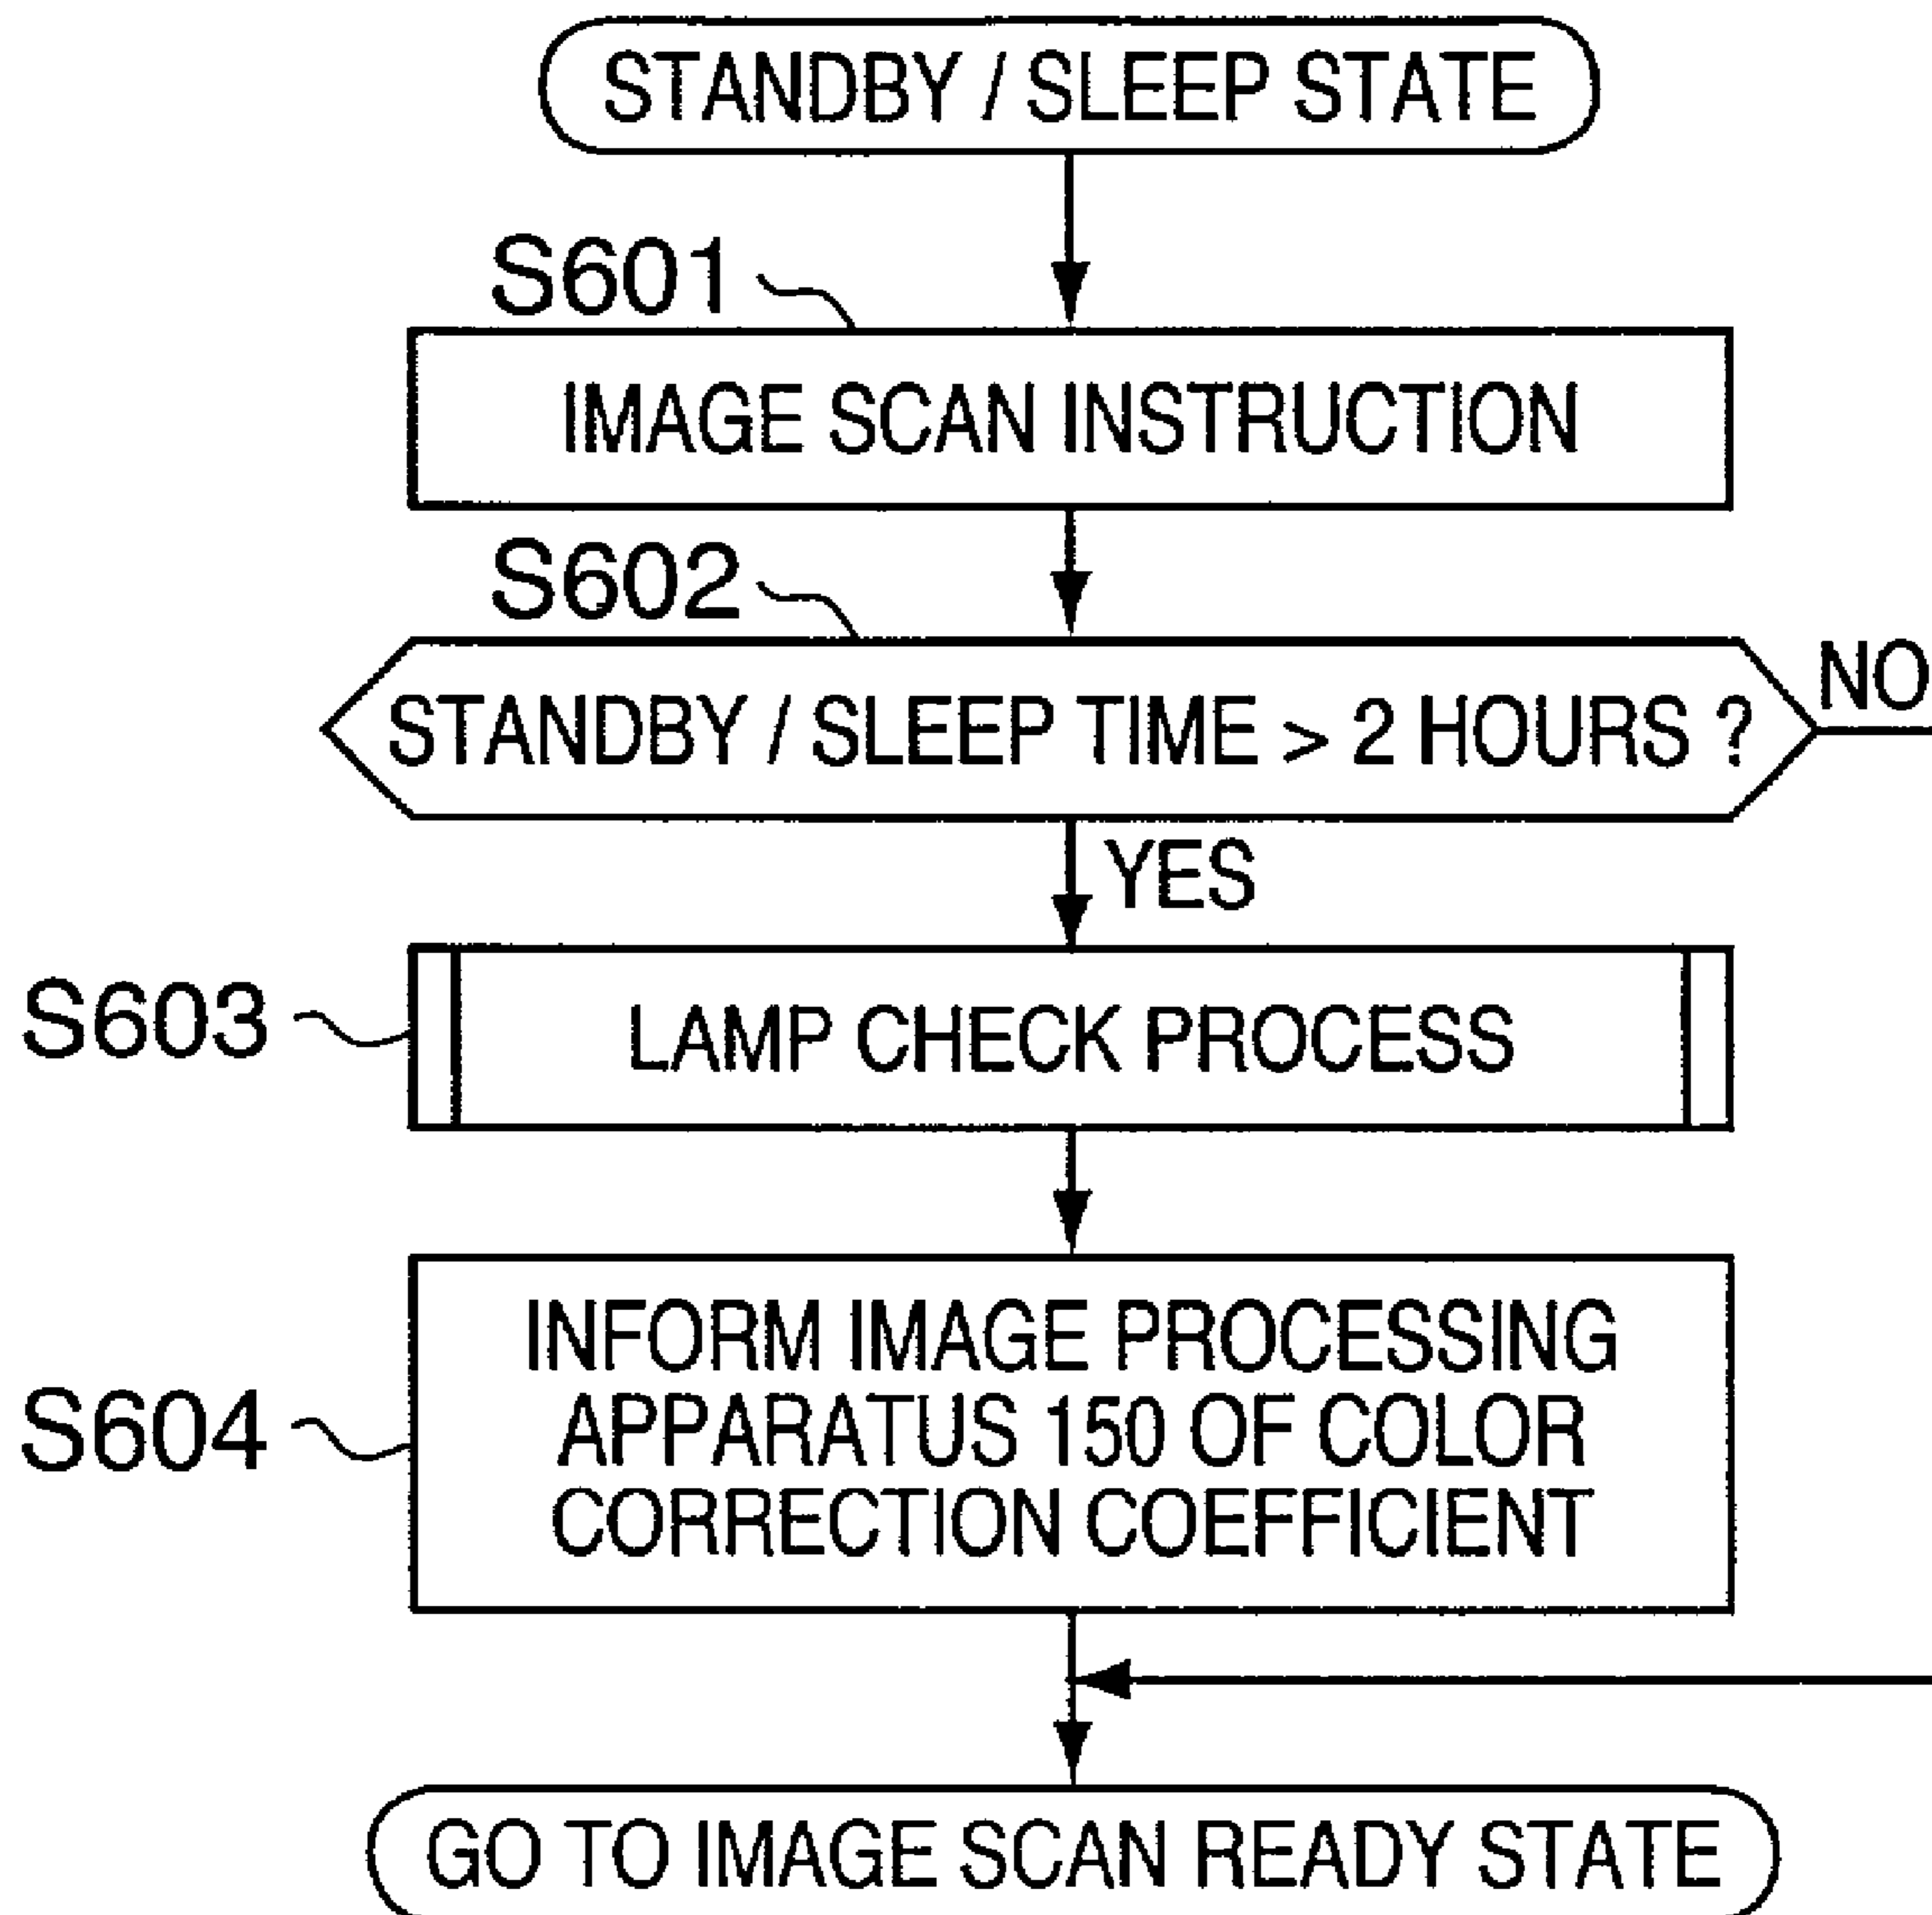 STANDBY / SLEEP STATE
S601
IMAGE SCAN INSTRUCTION
S602
STANDBY / SLEEP TIME > 2 HOURS ?
NO
YES
S603
LAMP CHECK PROCESS
S604
INFORM IMAGE PROCESSING
APPARATUS 150 OF COLOR
CORRECTION COEFFICIENT
GO TO IMAGE SCAN READY STATE